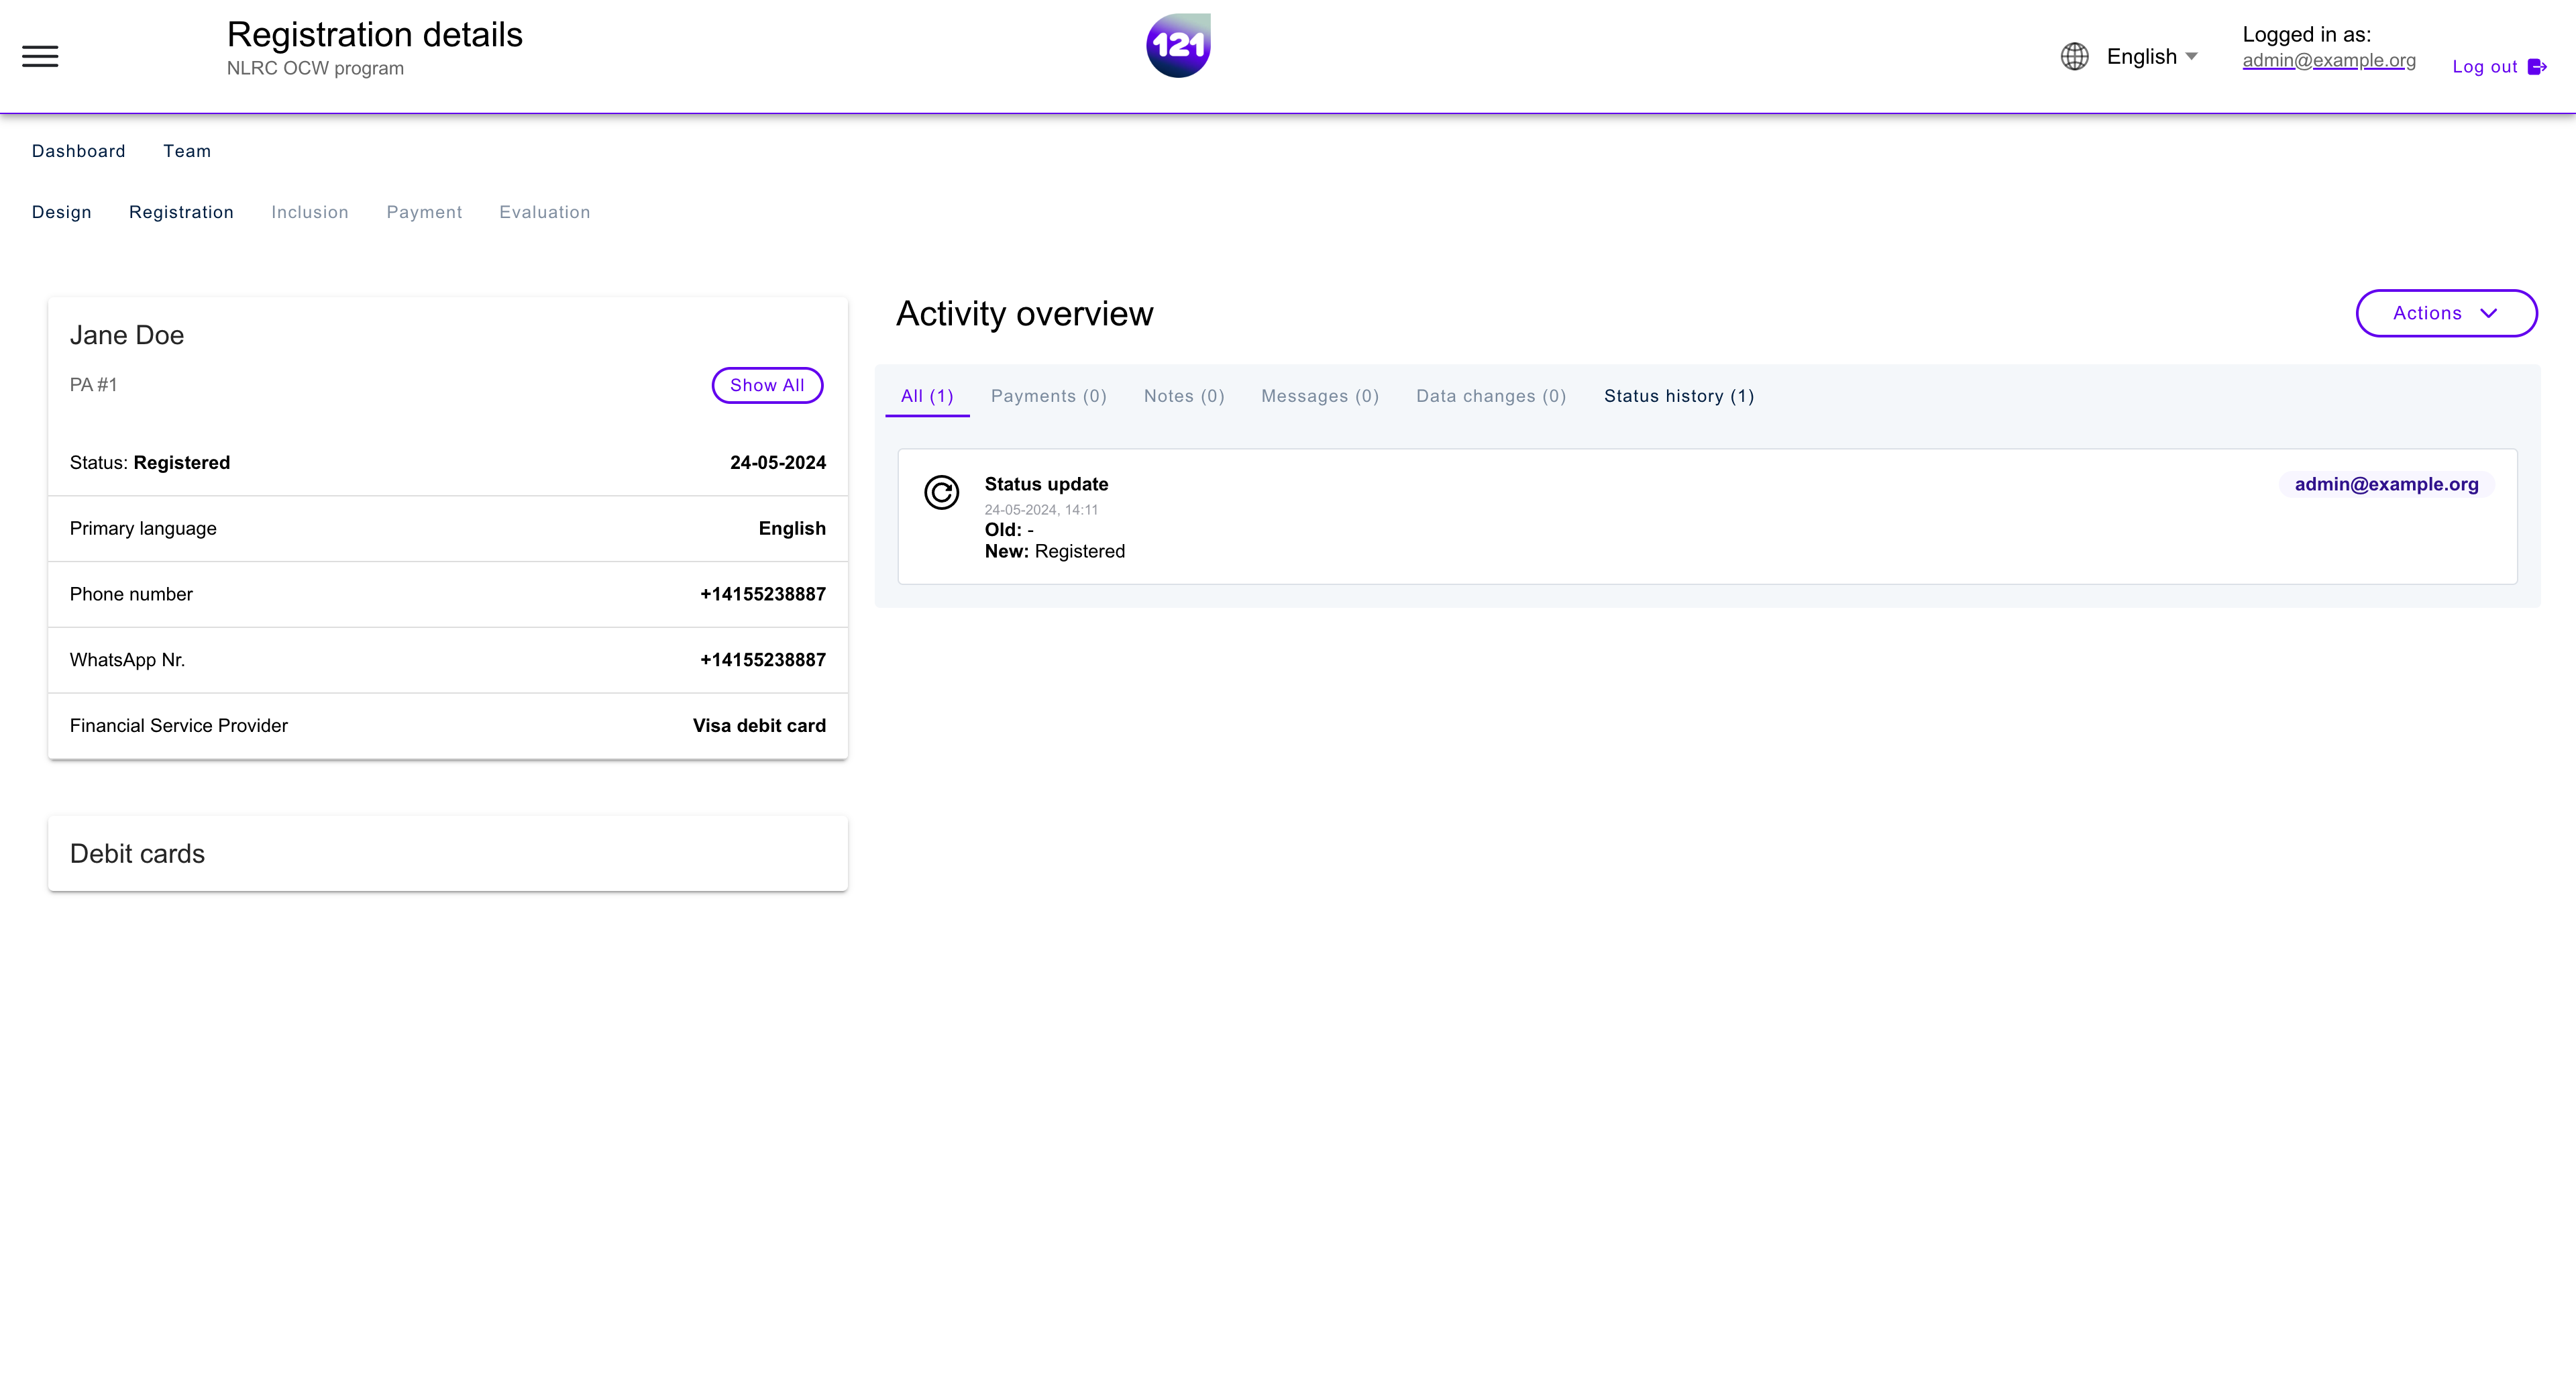 Registration details
NLRC OCW program
121
English
Logged in as:
admin@example.org
Log out
Dashboard Team
Design Registration Inclusion Payment Evaluation
Jane Doe
PA #1
Show All
Status: Registered 24-05-2024
Primary language English
Phone number +14155238887
WhatsApp Nr. +14155238887
Financial Service Provider Visa debit card
Debit cards
Activity overview
Actions
All (1) Payments (0) Notes (0) Messages (0) Data changes (0) Status history (1)
Status update admin@example.org
24-05-2024, 14:11
Old: -
New: Registered